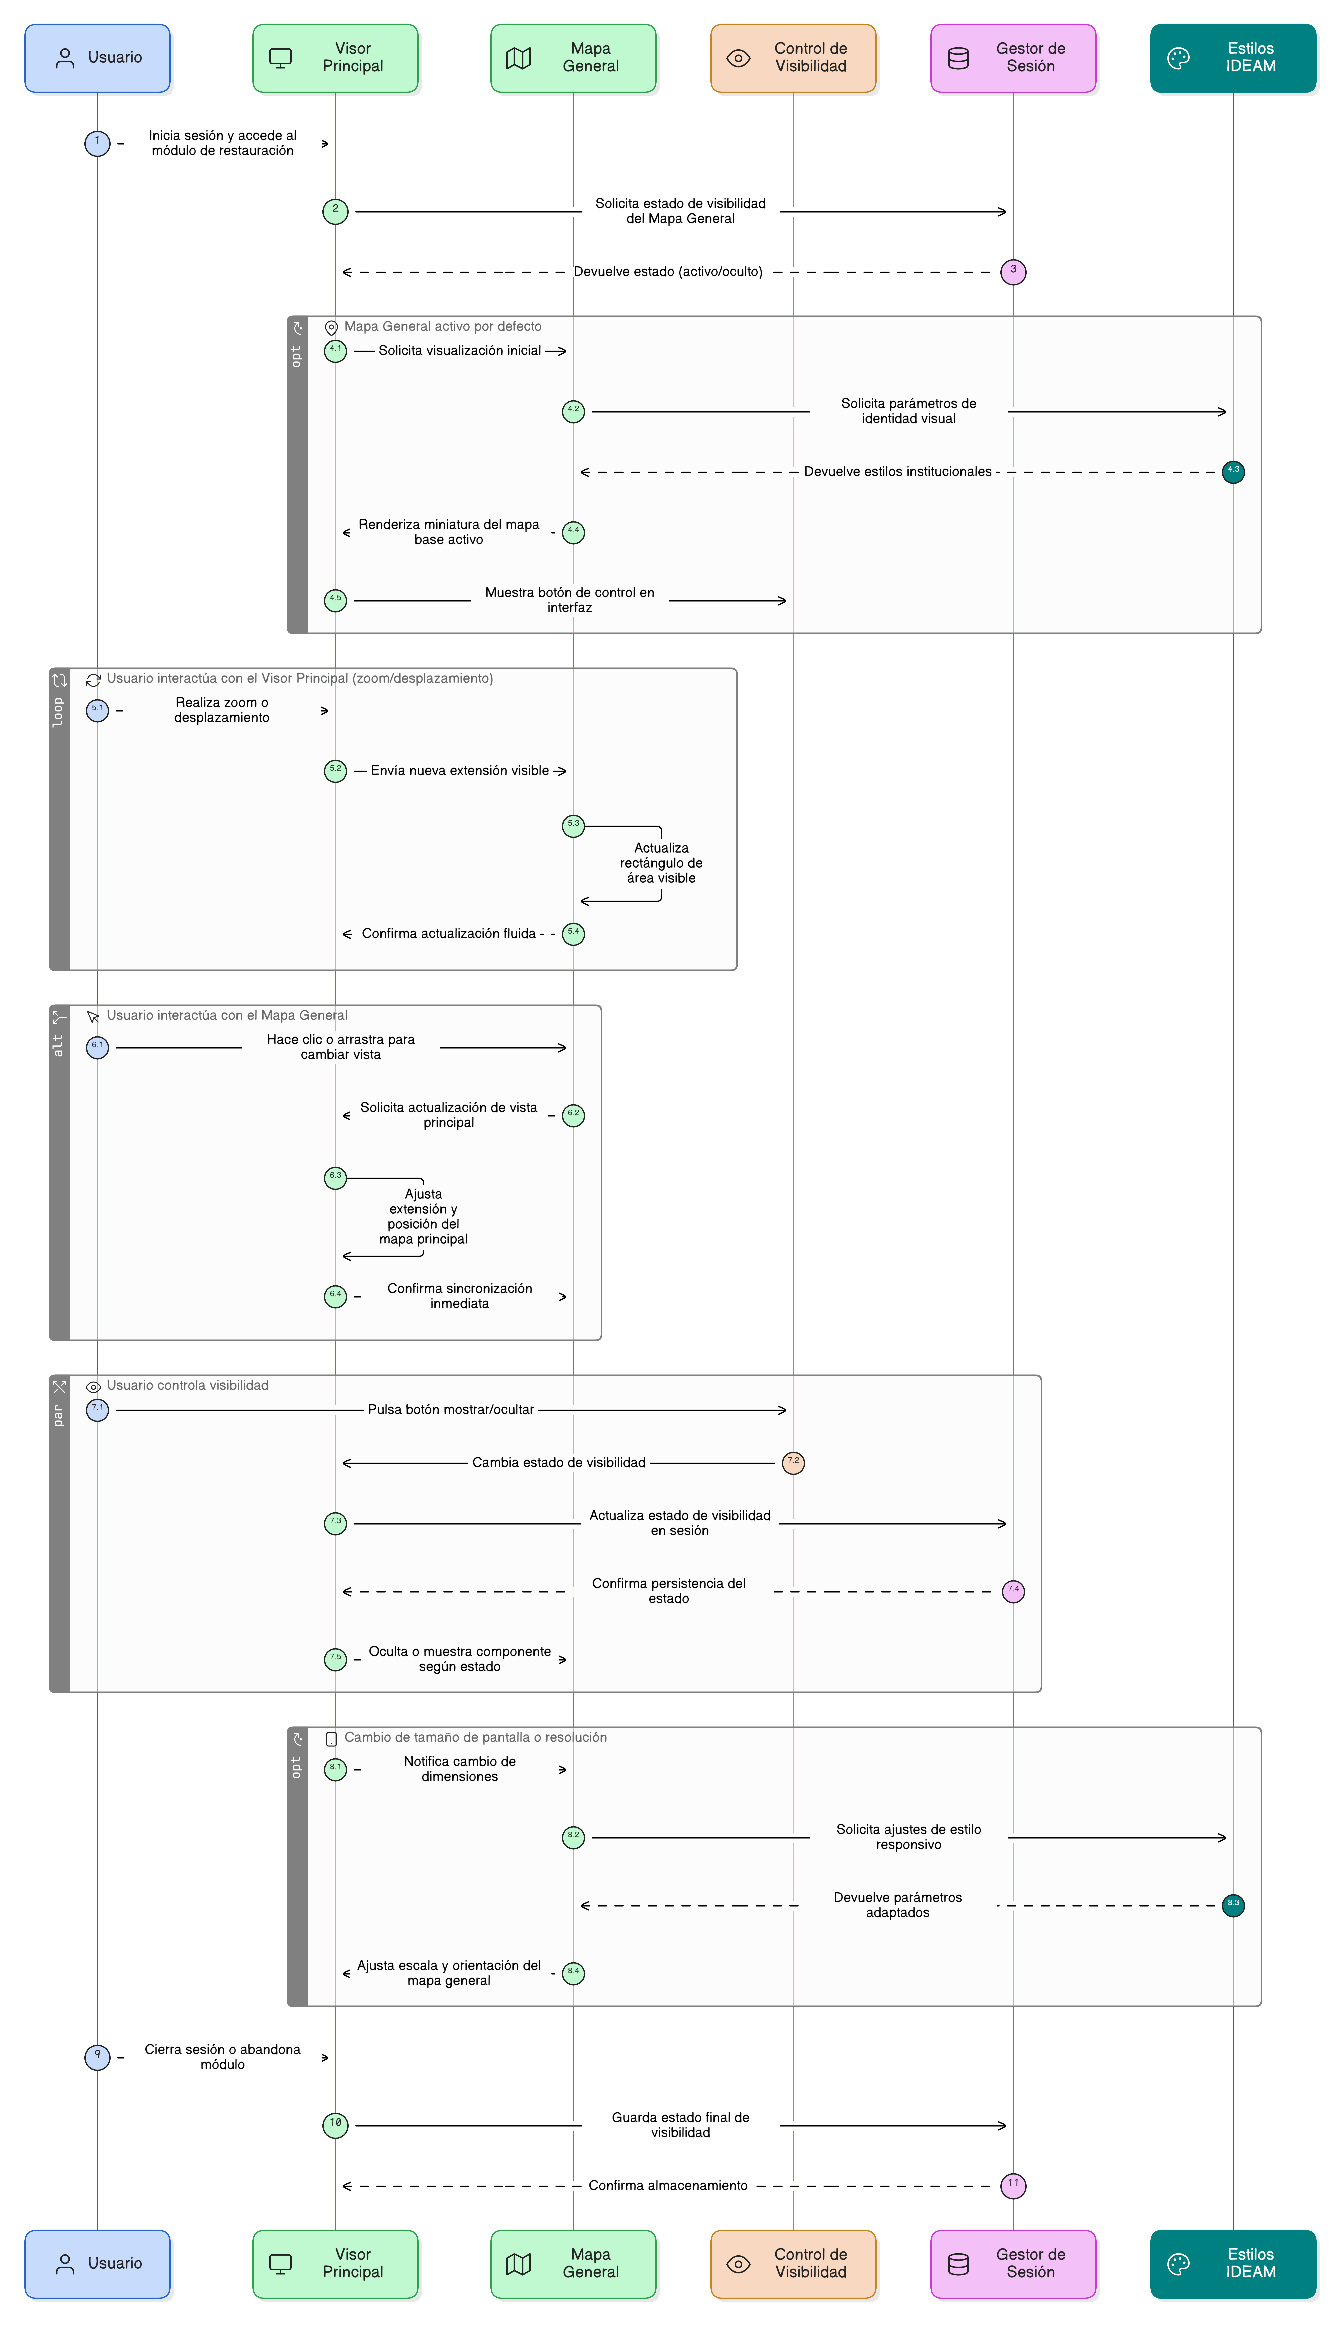 Usuario
Visor
Principal
Mapa
General
Control de
Visibilidad
Gestor de
Sesión
Estilos
IDEAM
1
Inicia sesión y accede al
módulo de restauración
2
Solicita estado de visibilidad
del Mapa General
Devuelve estado (activo/oculto)
3
opt
Mapa General activo por defecto
4.1
Solicita visualización inicial
4.2
Solicita parámetros de
identidad visual
Devuelve estilos institucionales
4.3
Renderiza miniatura del mapa
base activo
4.4
4.5
Muestra botón de control en
interfaz
loop
Usuario interactúa con el Visor Principal (zoom/desplazamiento)
5.1
Realiza zoom o
desplazamiento
5.2
Envía nueva extensión visible
5.3
Actualiza
rectángulo de
área visible
Confirma actualización fluida
5.4
alt
Usuario interactúa con el Mapa General
6.1
Hace clic o arrastra para
cambiar vista
Solicita actualización de vista
principal
6.2
6.3
Ajusta
extensión y
posición del
mapa principal
6.4
Confirma sincronización
inmediata
par
Usuario controla visibilidad
7.1
Pulsa botón mostrar/ocultar
Cambia estado de visibilidad
7.2
7.3
Actualiza estado de visibilidad
en sesión
Confirma persistencia del
estado
7.4
7.5
Oculta o muestra componente
según estado
opt
Cambio de tamaño de pantalla o resolución
8.1
Notifica cambio de
dimensiones
8.2
Solicita ajustes de estilo
responsivo
Devuelve parámetros
adaptados
8.3
Ajusta escala y orientación del
mapa general
8.4
9
Cierra sesión o abandona
módulo
10
Guarda estado final de
visibilidad
Confirma almacenamiento
11
Usuario
Visor
Principal
Mapa
General
Control de
Visibilidad
Gestor de
Sesión
Estilos
IDEAM